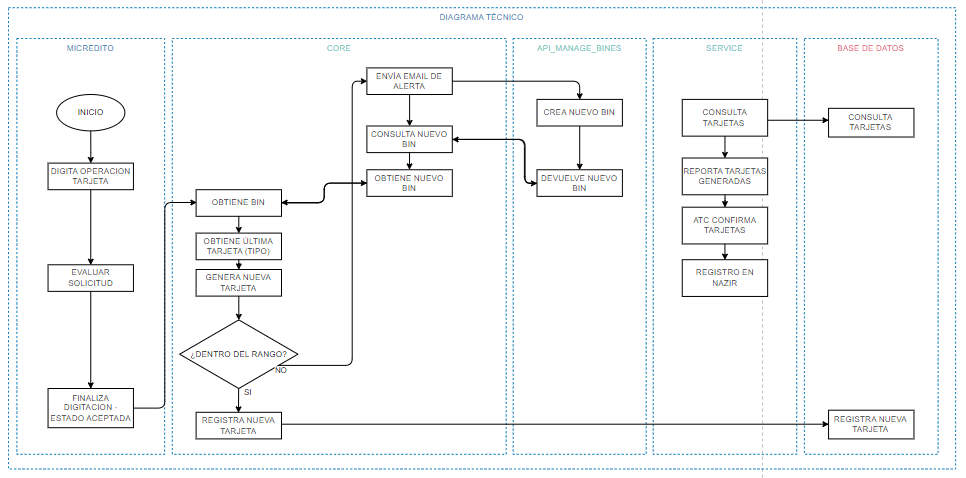 DIAGRAMA TÉCNICO
MICREDITO
CORE
API_MANAGE_BINES
SERVICE
BASE DE DATOS
INICIO
DIGITA OPERACION
TARJETA
EVALUAR
SOLICITUD
FINALIZA
DIGITACION -
ESTADO ACEPTADA
ENVÍA EMAIL DE
ALERTA
CONSULTA NUEVO
BIN
OBTIENE NUEVO
BIN
OBTIENE BIN
OBTIENE ÚLTIMA
TARJETA (TIPO)
GENERA NUEVA
TARJETA
¿DENTRO DEL RANGO?
NO
SI
REGISTRA NUEVA
TARJETA
CREA NUEVO BIN
DEVUELVE NUEVO
BIN
CONSULTA
TARJETAS
REPORTA TARJETAS
GENERADAS
ATC CONFIRMA
TARJETAS
REGISTRO EN
NAZIR
CONSULTA
TARJETAS
REGISTRA NUEVA
TARJETA